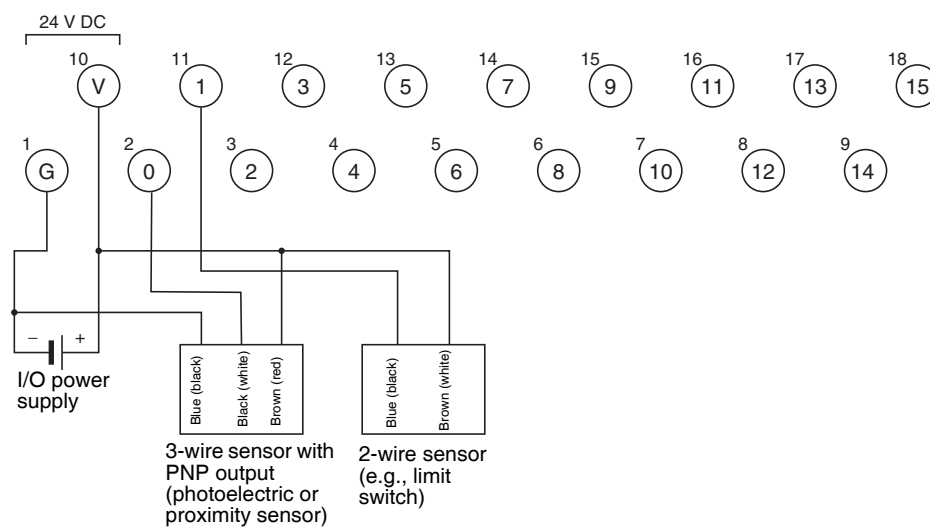 24 V DC
10 11 12 13 14 15 16 17 18
V 1 3 5 7 9 11 13 15
1 2 3 4 5 6 7 8 9
G 0 2 4 6 8 10 12 14
− +
I/O power
supply
Blue (black)
Black (white)
Brown (red)
3-wire sensor with
PNP output
(photoelectric or
proximity sensor)
Blue (black)
Brown (white)
2-wire sensor
(e.g., limit
switch)